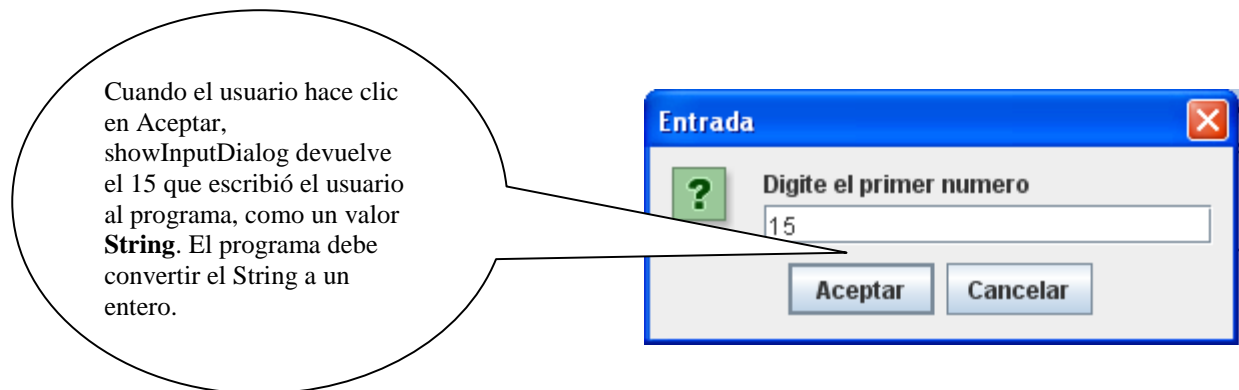 Cuando el usuario hace clic
en Aceptar,
showInputDialog devuelve
el 15 que escribió el usuario
al programa, como un valor
String. El programa debe
convertir el String a un
entero.
Entrada
?
Digite el primer numero
15
Aceptar
Cancelar